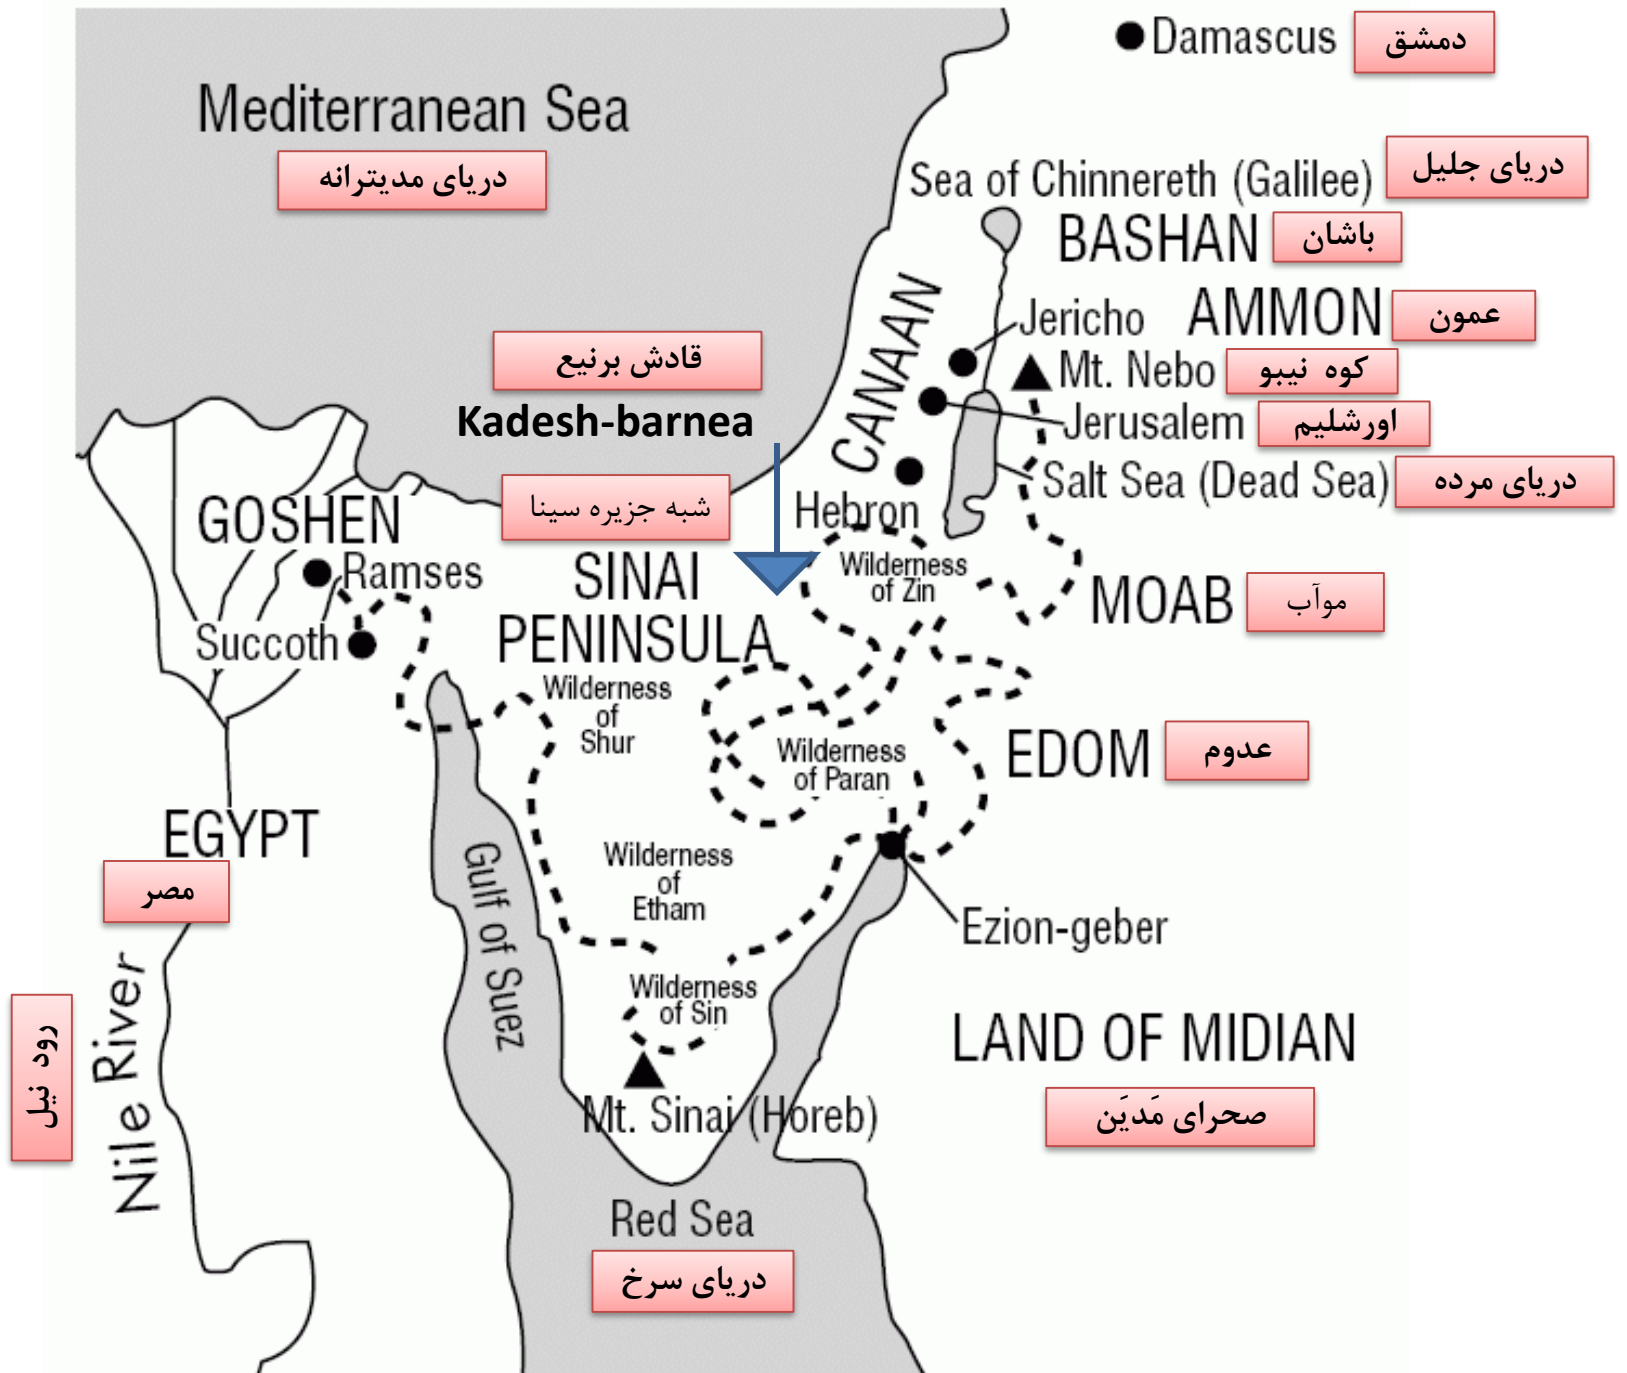 Damascus
دمشق
Mediterranean Sea
دریای مدیترانه
Sea of Chinnereth (Galilee)
دریای جلیل
BASHAN
باشان
CANAAN
Jericho
AMMON
عمون
قادش برنیع
Kadesh-barnea
Mt. Nebo
کوه نیبو
Jerusalem
اورشلیم
Salt Sea (Dead Sea)
دریای مرده
شبه جزیره سینا
Hebron
GOSHEN
Ramses
Succoth
SINAI
PENINSULA
Wilderness
of Zin
MOAB
موآب
Wilderness
of
Shur
Wilderness
of Paran
EDOM
عدوم
EGYPT
مصر
Gulf of Suez
Wilderness
of
Etham
Ezion-geber
Wilderness
of Sin
Nile River
رود نیل
LAND OF MIDIAN
صحرای مَدیَن
Mt. Sinai (Horeb)
Red Sea
دریای سرخ